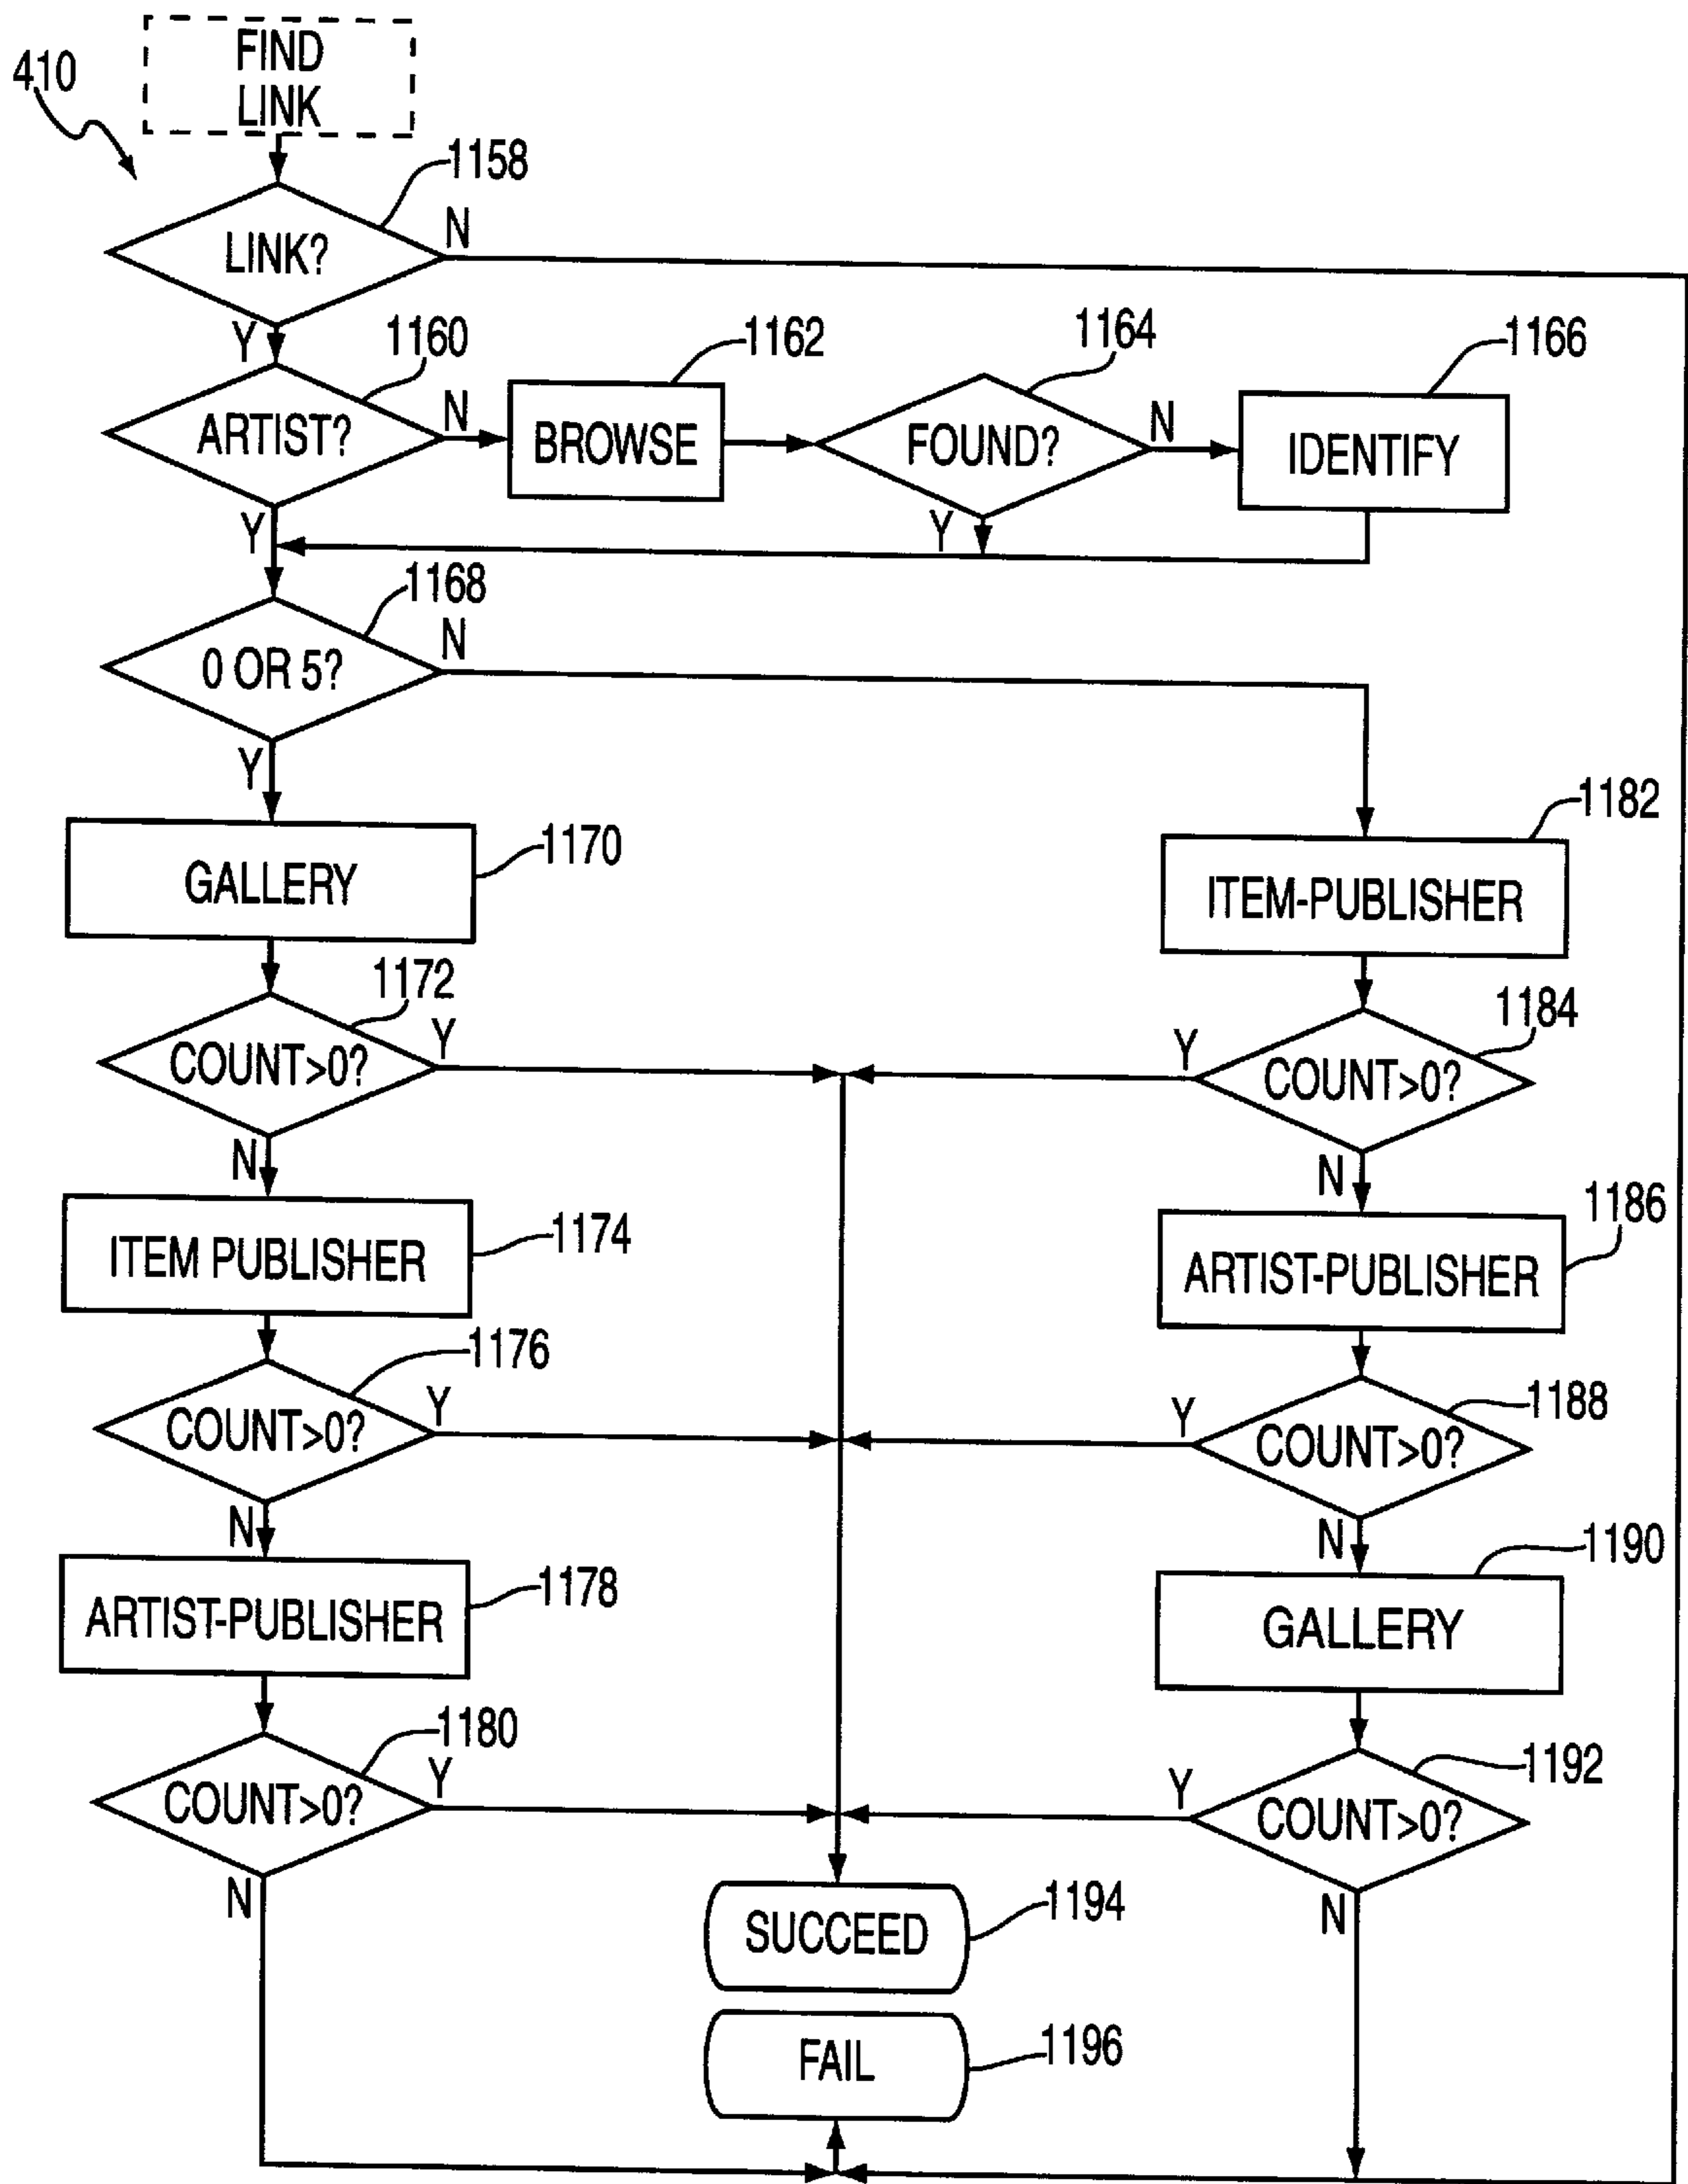 FIND
LINK
410
1158
LINK?
N
Y
1160
1162
1164
1166
ARTIST?
N
BROWSE
FOUND?
N
IDENTIFY
Y
Y
1168
0 OR 5?
N
Y
1182
1170
GALLERY
ITEM-PUBLISHER
1172
1184
COUNT>0?
Y
Y
COUNT>0?
N
N
1186
ITEM PUBLISHER
1174
ARTIST-PUBLISHER
1176
1188
COUNT>0?
Y
Y
COUNT>0?
N
N
1190
ARTIST-PUBLISHER
1178
GALLERY
1180
1192
COUNT>0?
Y
Y
COUNT>0?
N
N
SUCCEED
1194
FAIL
1196